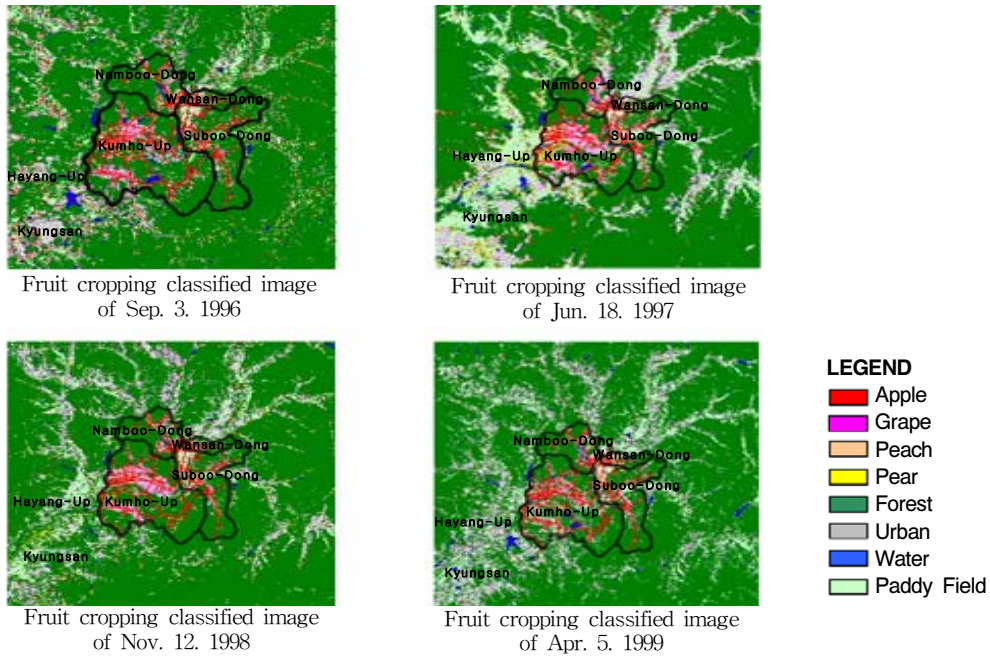 Namboo-Dong
Wansan-Dong
Suboo-Dong
Kumho-Up
Hayang-Up
Kyungsan
Fruit cropping classified image
of Sep. 3. 1996
Namboo-Dong
Wansan-Dong
Suboo-Dong
Hayang-Up
Kumho-Up
Kyungsan
Fruit cropping classified image
of Jun. 18. 1997
Namboo-Dong
Wansan-Dong
Suboo-Dong
Hayang-Up
Kumho-Up
Kyungsan
Fruit cropping classified image
of Nov. 12. 1998
Namboo-Dong
Wansan-Dong
Suboo-Dong
Kumho-Up
Hayang-Up
Kyungsan
Fruit cropping classified image
of Apr. 5. 1999
LEGEND
Apple
Grape
Peach
Pear
Forest
Urban
Water
Paddy Field